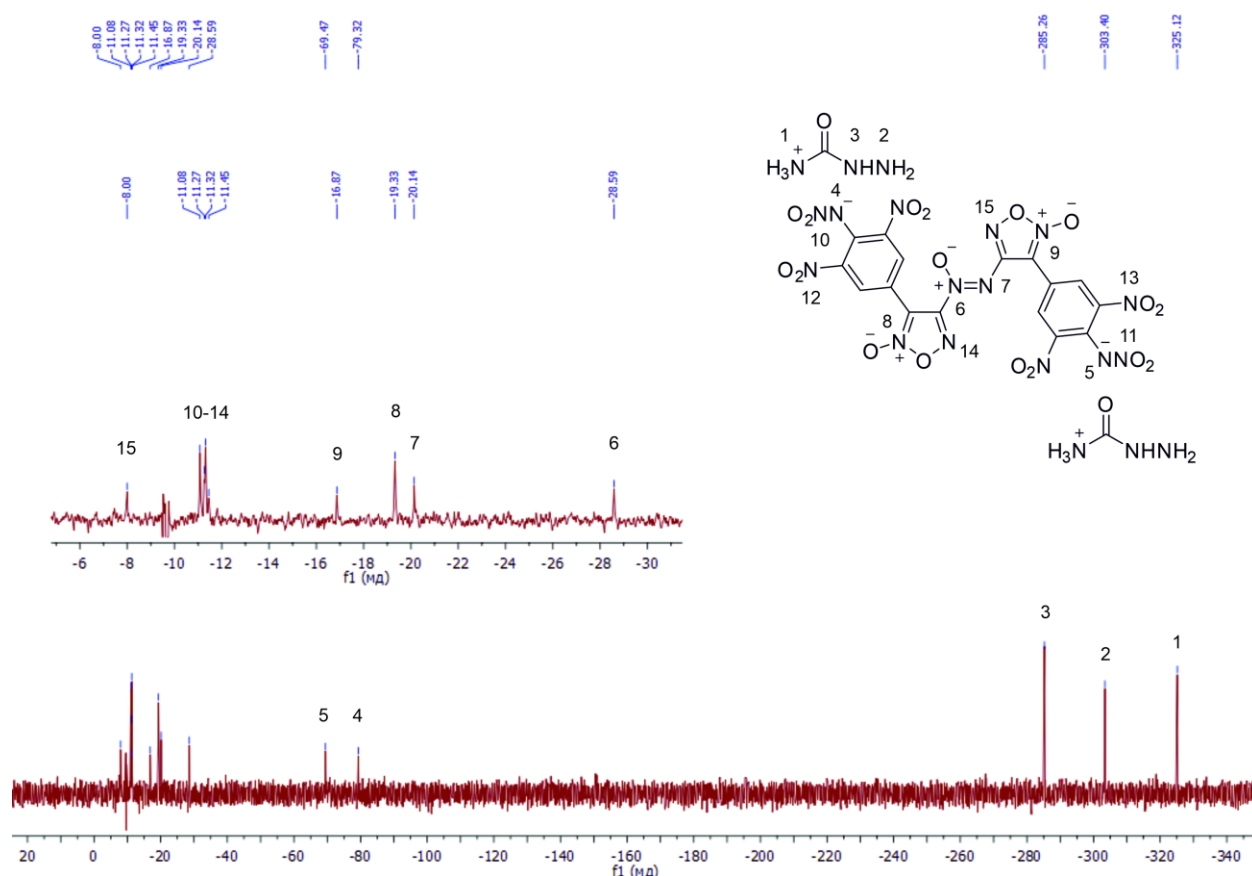 -8.00
-11.08
-11.27
-11.32
-11.45
-16.87
-19.33
-20.14
-28.59
-69.47
-79.32
-285.26
-303.40
-325.12
-8.00
-11.08
-11.27
-11.32
-11.45
-16.87
-19.33
-20.14
-28.59
1 O 3 2
H₃N⁺ NHNH₂
4
O₂NN⁻ NO₂
10
O₂N
12
O⁻
N⁺=N
6 7
8
O⁻ N⁺ O N 14
15 N O N⁺ O⁻
9
13
NO₂
11
O₂N N⁻NO₂
5
O
H₃N⁺ NHNH₂
15
10-14
9
8
7
6
-6 -8 -10 -12 -14 -16 -18 -20 -22 -24 -26 -28 -30
f1 (мд)
5
4
3
2
1
20 0 -20 -40 -60 -80 -100 -120 -140 -160 -180 -200 -220 -240 -260 -280 -300 -320 -340
f1 (мд)